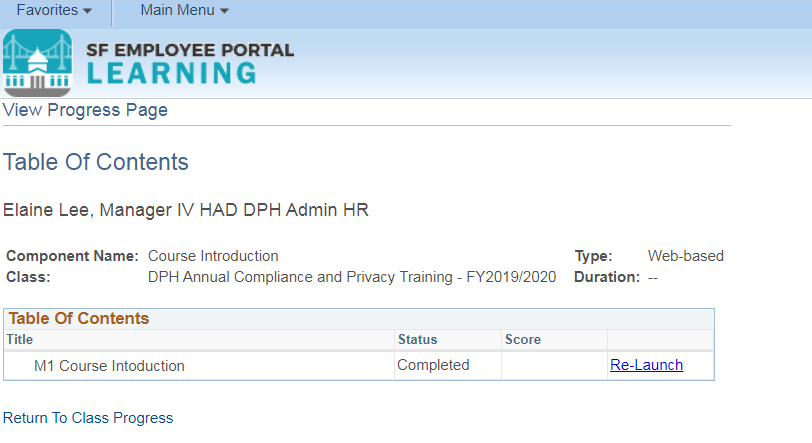 Favorites Main Menu
SF EMPLOYEE PORTAL
LEARNING
View Progress Page
Table Of Contents
Elaine Lee, Manager IV HAD DPH Admin HR
Component Name: Course Introduction Type: Web-based
Class: DPH Annual Compliance and Privacy Training - FY2019/2020 Duration: --
Table Of Contents
Title Status Score
M1 Course Intoduction Completed Re-Launch
Return To Class Progress